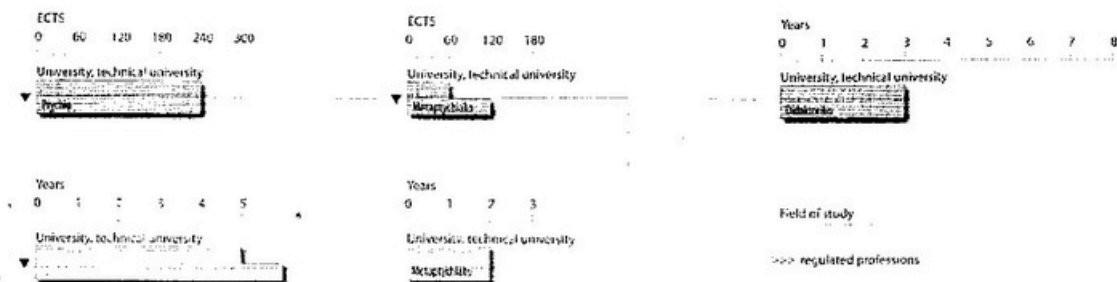 ECTS
0 60 120 180 240 300
University, technical university
Ptychio
ECTS
0 60 120 180
University, technical university
Metaptychiako
Years
0 1 2 3 4 5 6 7 8
University, technical university
Years
0 1 2 3 4 5
University, technical university
Years
0 1 2 3
University, technical university
Metaptychiako
Field of study
>>> regulated professions